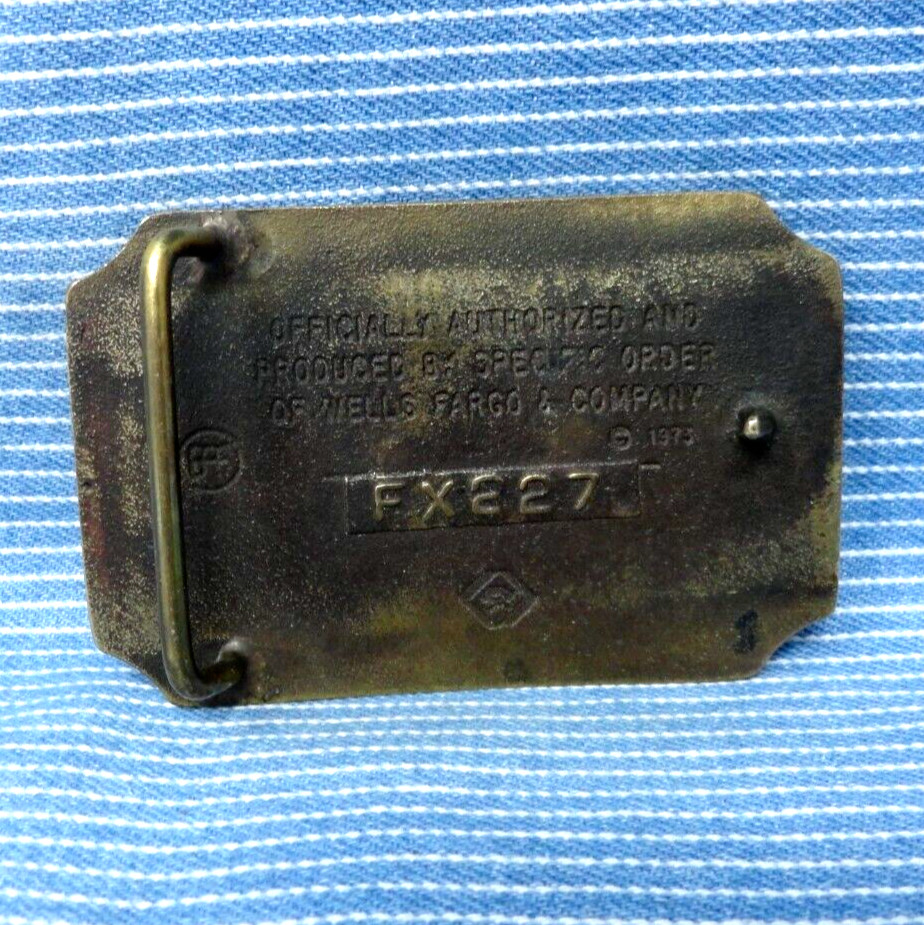 OFFICIALLY AUTHORIZED AND
PRODUCED BY SPECIFIC ORDER
OF WELLS FARGO & COMPANY
© 1973
FX227